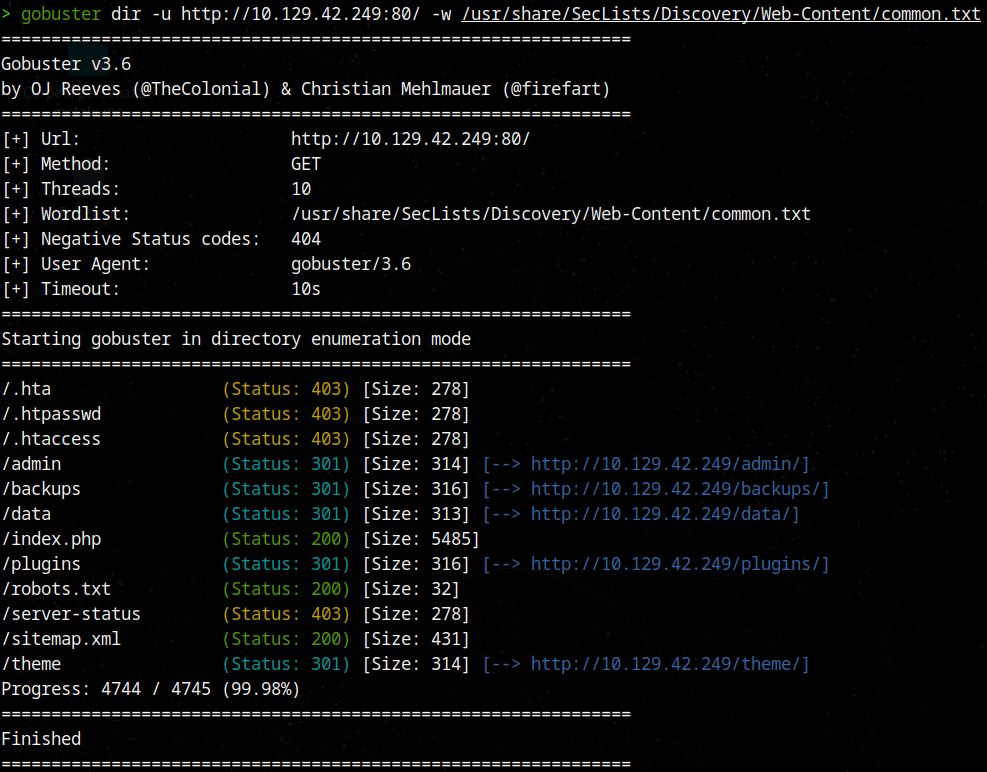 > gobuster dir -u http://10.129.42.249:80/ -w /usr/share/SecLists/Discovery/Web-Content/common.txt
===============================================================
Gobuster v3.6
by OJ Reeves (@TheColonial) & Christian Mehlmauer (@firefart)
===============================================================
[+] Url:                     http://10.129.42.249:80/
[+] Method:                  GET
[+] Threads:                 10
[+] Wordlist:                /usr/share/SecLists/Discovery/Web-Content/common.txt
[+] Negative Status codes:   404
[+] User Agent:              gobuster/3.6
[+] Timeout:                 10s
===============================================================
Starting gobuster in directory enumeration mode
===============================================================
/.hta                 (Status: 403) [Size: 278]
/.htpasswd            (Status: 403) [Size: 278]
/.htaccess            (Status: 403) [Size: 278]
/admin                (Status: 301) [Size: 314] [--> http://10.129.42.249/admin/]
/backups              (Status: 301) [Size: 316] [--> http://10.129.42.249/backups/]
/data                 (Status: 301) [Size: 313] [--> http://10.129.42.249/data/]
/index.php            (Status: 200) [Size: 5485]
/plugins              (Status: 301) [Size: 316] [--> http://10.129.42.249/plugins/]
/robots.txt           (Status: 200) [Size: 32]
/server-status        (Status: 403) [Size: 278]
/sitemap.xml          (Status: 200) [Size: 431]
/theme                (Status: 301) [Size: 314] [--> http://10.129.42.249/theme/]
Progress: 4744 / 4745 (99.98%)
===============================================================
Finished
===============================================================